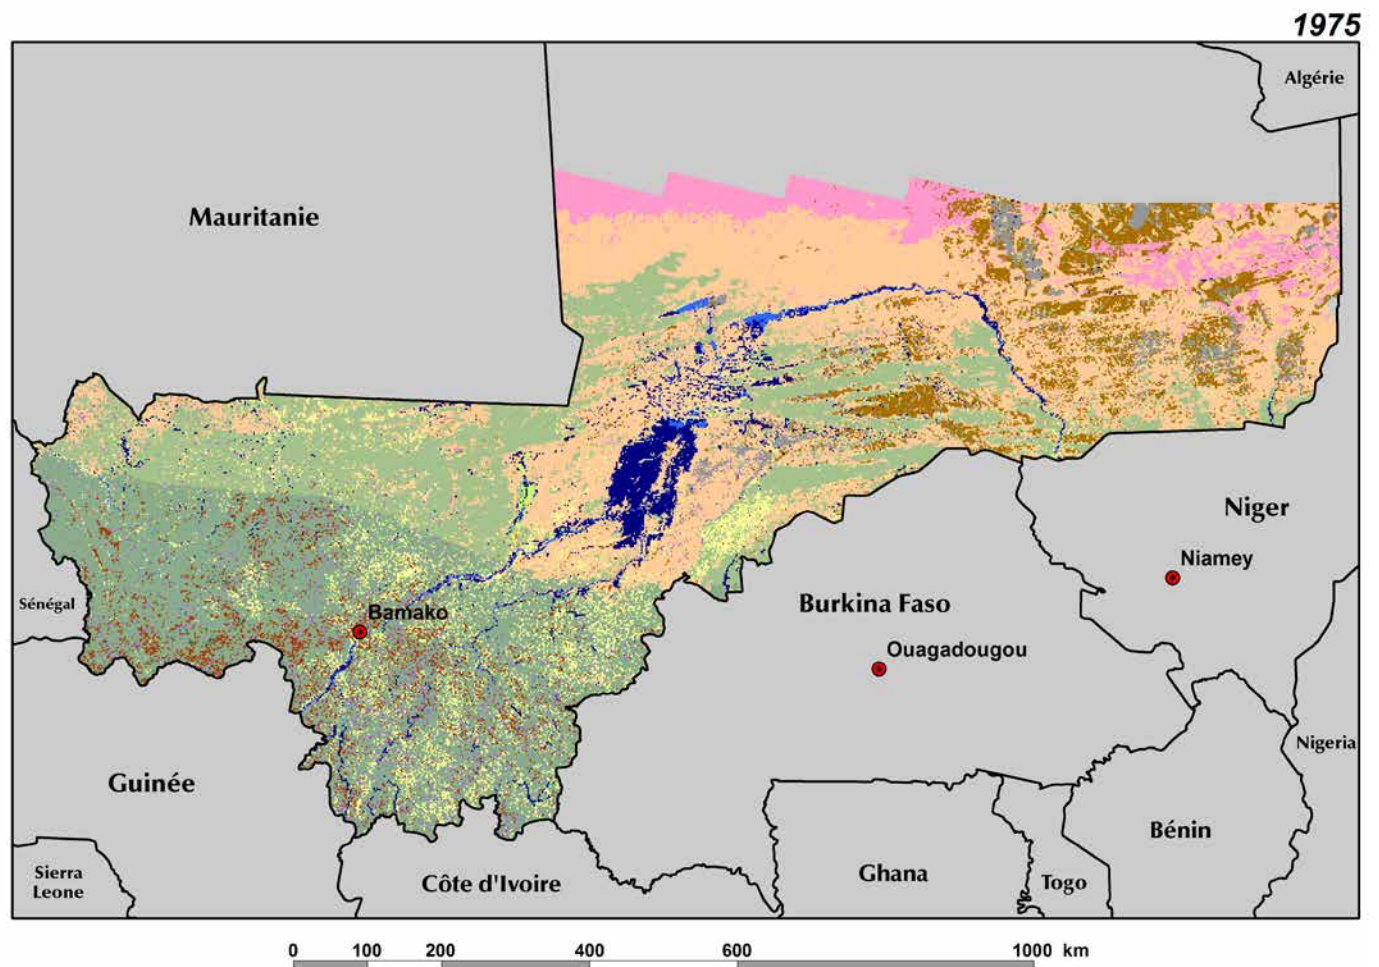 1975
Algérie
Mauritanie
Niger
Niamey
Sénégal
Burkina Faso
Bamako
Ouagadougou
Nigeria
Guinée
Bénin
Sierra
Leone
Côte d'Ivoire
Ghana
Togo
0 100 200 400 600 1000 km